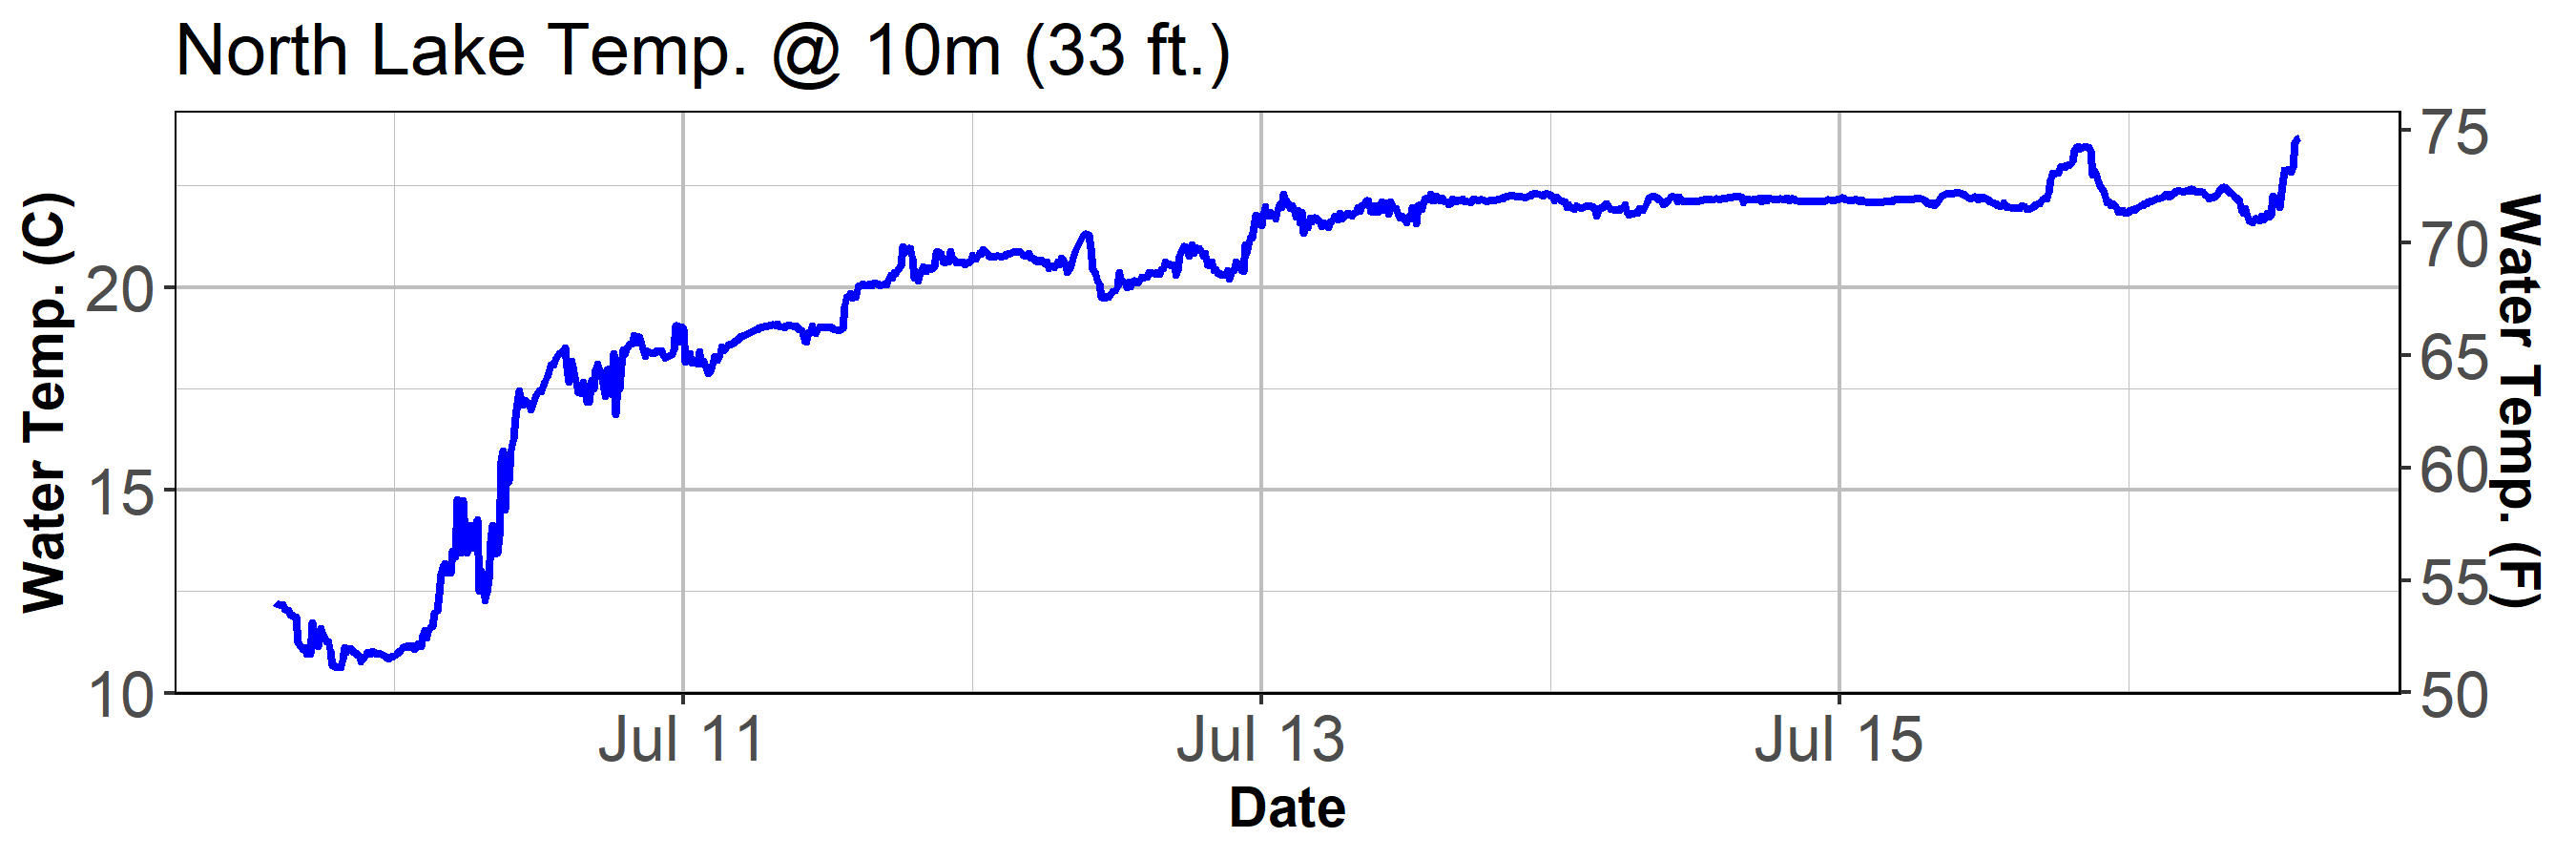 North Lake Temp. @ 10m (33 ft.)
Water Temp. (C)
20
15
10
75
70
65
60
55
50
Water Temp. (F)
Jul 11
Jul 13
Jul 15
Date